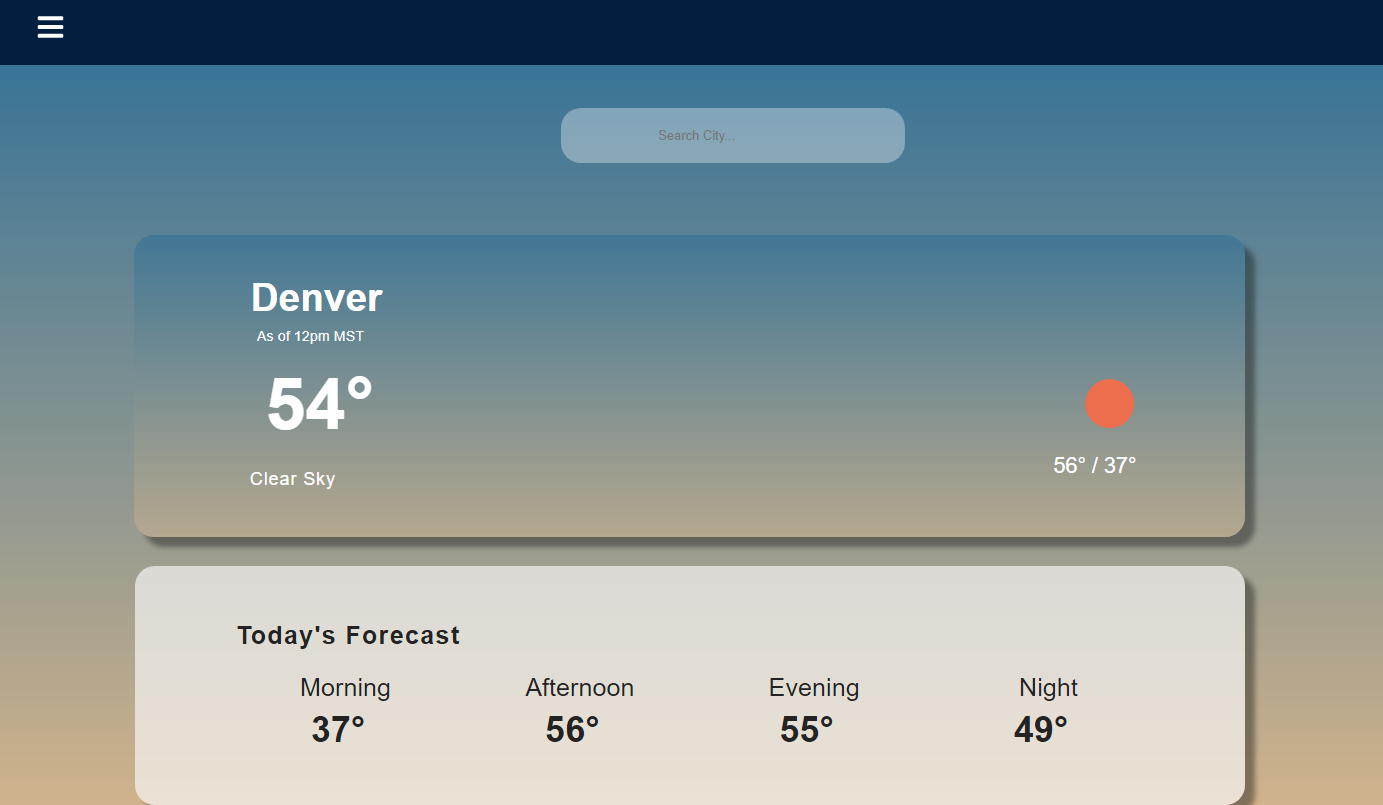 Search City...
Denver
As of 12pm MST
54°
Clear Sky
56° / 37°
Today's Forecast
Morning Afternoon Evening Night
37° 56° 55° 49°